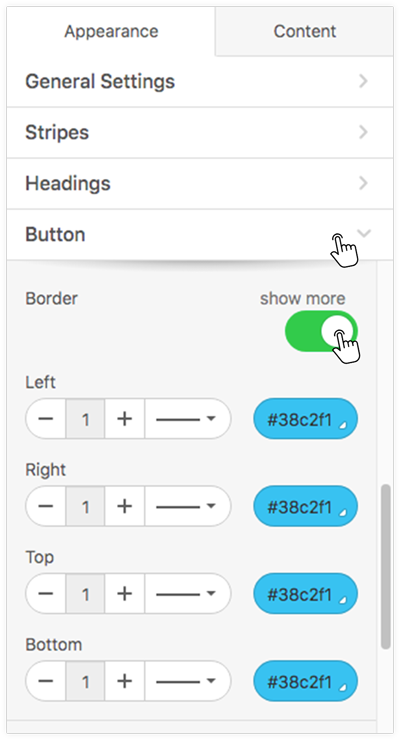 Appearance Content
General Settings
Stripes
Headings
Button
Border show more
Left
1 #38c2f1
Right
1 #38c2f1
Top
1 #38c2f1
Bottom
1 #38c2f1